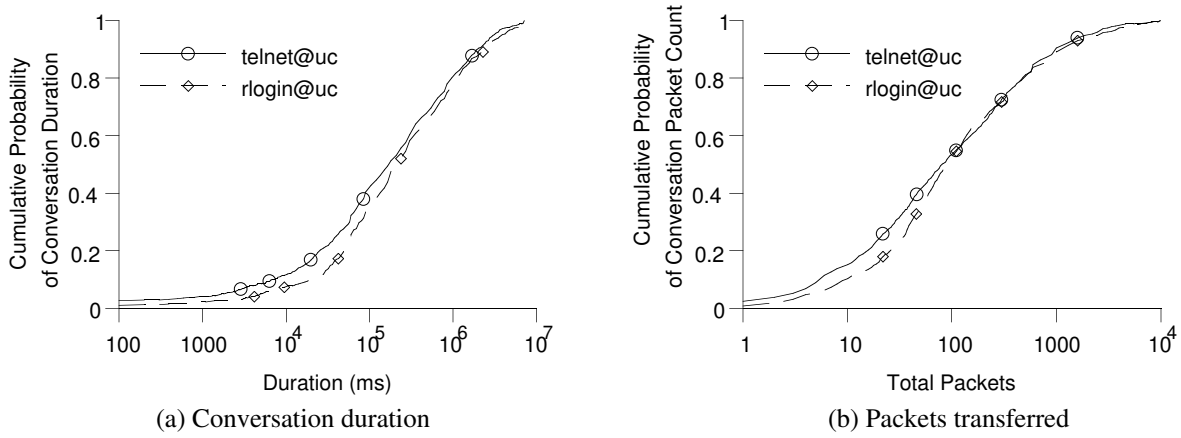 Cumulative Probability
of Conversation Duration
1
0.8
0.6
0.4
0.2
0
telnet@uc
rlogin@uc
100 1000 10^4 10^5 10^6 10^7
Duration (ms)
(a) Conversation duration
Cumulative Probability
of Conversation Packet Count
1
0.8
0.6
0.4
0.2
0
telnet@uc
rlogin@uc
1 10 100 1000 10^4
Total Packets
(b) Packets transferred